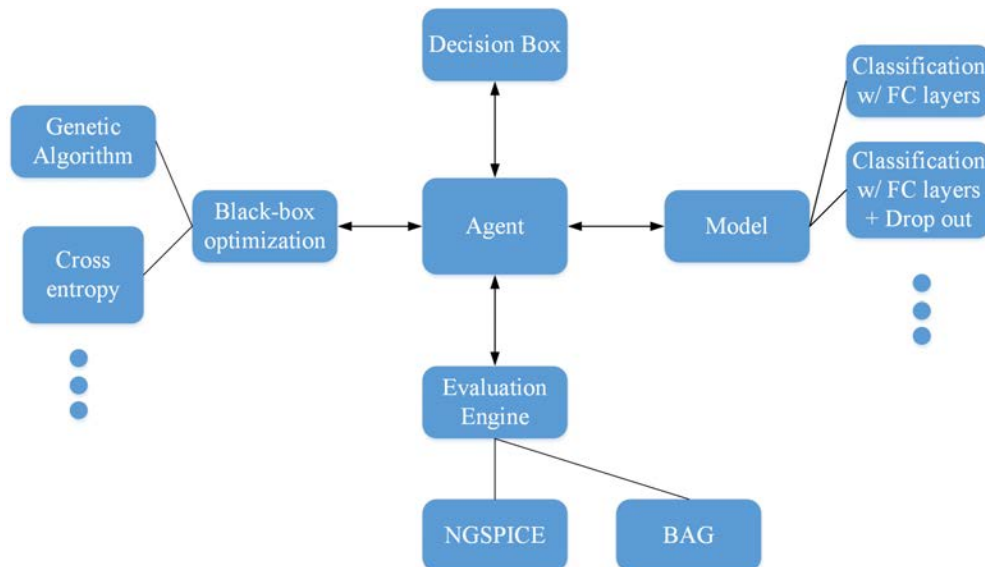 Decision Box
Genetic
Algorithm
Cross
entropy
Black-box
optimization
Agent
Model
Classification
w/ FC layers
Classification
w/ FC layers
+ Drop out
Evaluation
Engine
NGSPICE
BAG